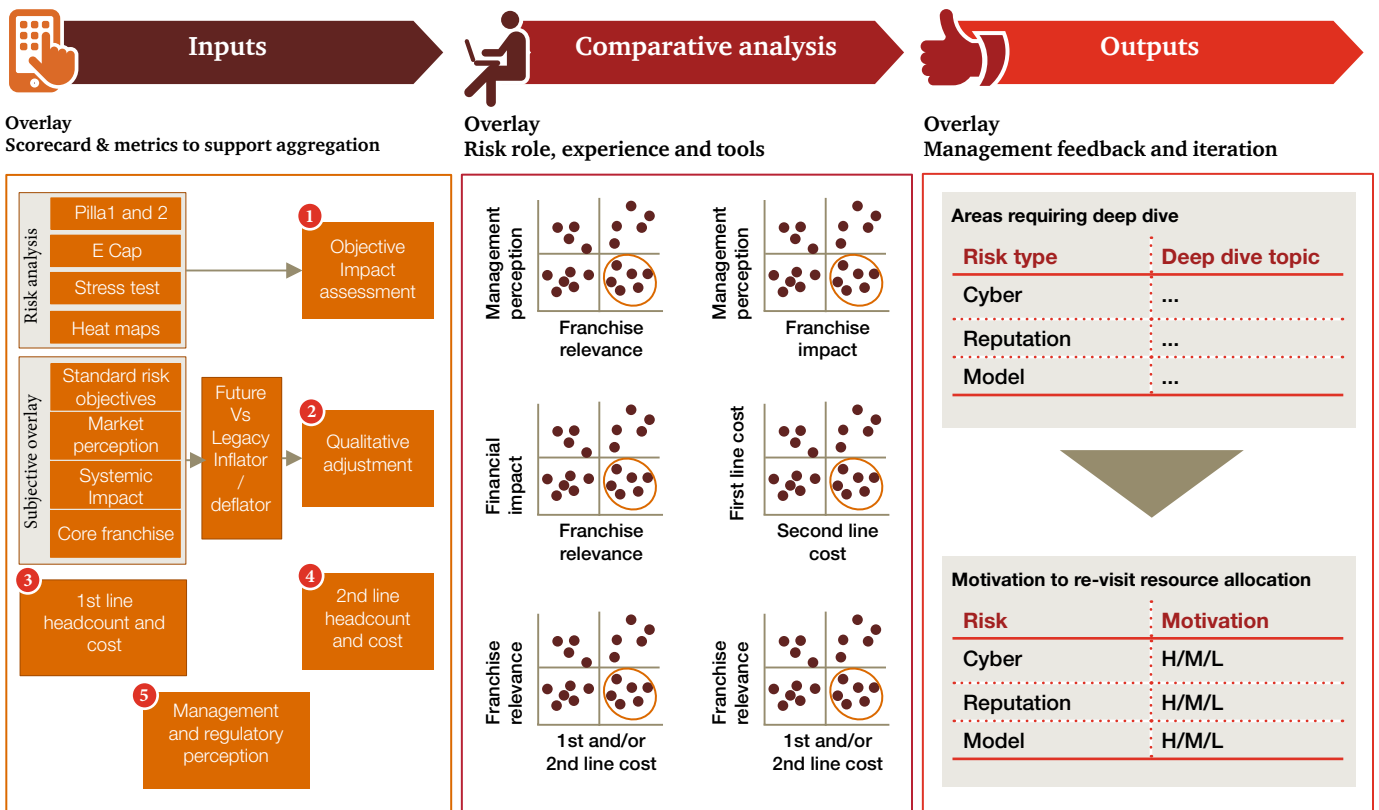 Inputs
Comparative analysis
Outputs
Overlay
Scorecard & metrics to support aggregation
Overlay
Risk role, experience and tools
Overlay
Management feedback and iteration
Risk analysis
Pilla1 and 2
E Cap
Stress test
Heat maps
1
Objective
Impact
assessment
Subjective overlay
Standard risk
objectives
Market
perception
Systemic
Impact
Core franchise
Future
Vs
Legacy
Inflator
/
deflator
2
Qualitative
adjustment
3
1st line
headcount and
cost
4
2nd line
headcount
and cost
5
Management
and regulatory
perception
Management
perception
Franchise
relevance
Management
perception
Franchise
impact
Financial
impact
Franchise
relevance
First line cost
Second line
cost
Franchise
relevance
1st and/or
2nd line cost
Franchise
relevance
1st and/or
2nd line cost
Areas requiring deep dive
Risk type Deep dive topic
Cyber ...
Reputation ...
Model ...
Motivation to re-visit resource allocation
Risk Motivation
Cyber H/M/L
Reputation H/M/L
Model H/M/L